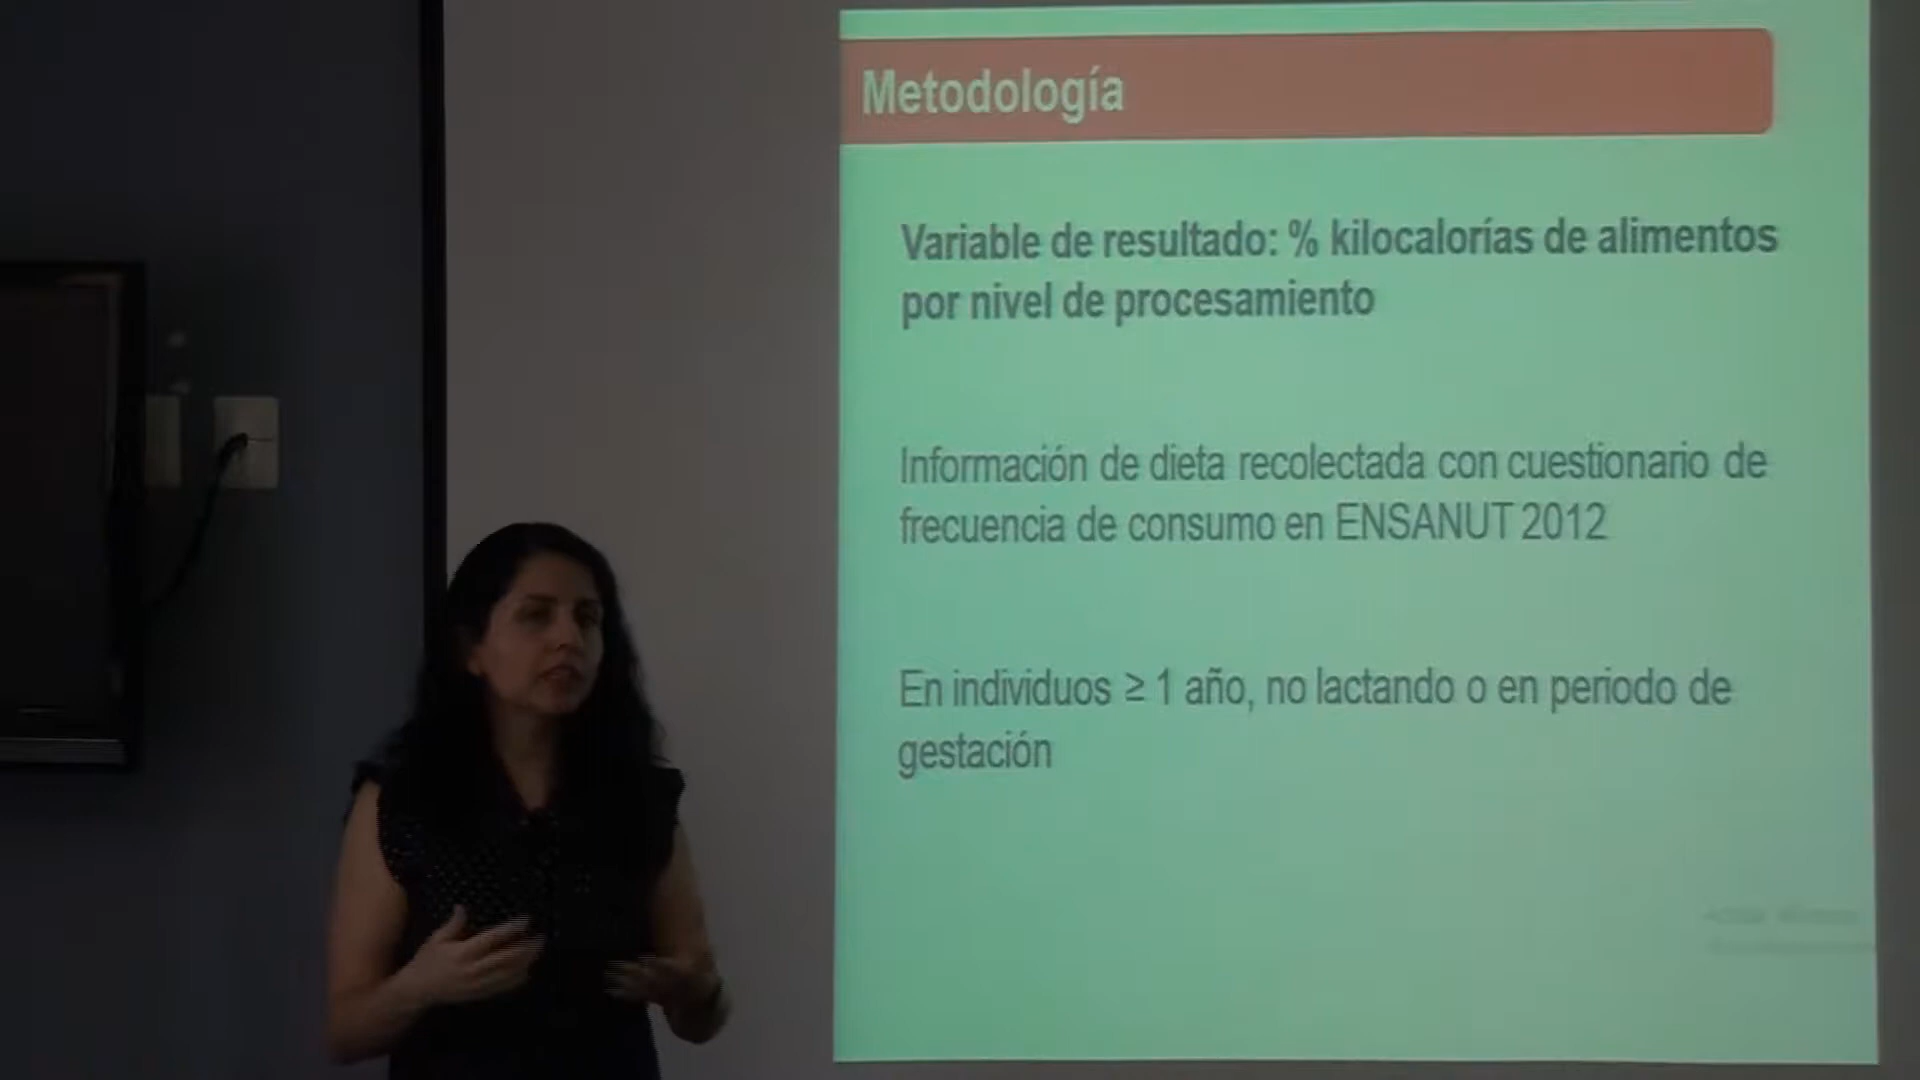 Metodología
Variable de resultado: % kilocalorías de alimentos
por nivel de procesamiento
Información de dieta recolectada con cuestionario de
frecuencia de consumo en ENSANUT 2012
En individuos ≥ 1 año, no lactando o en periodo de
gestación